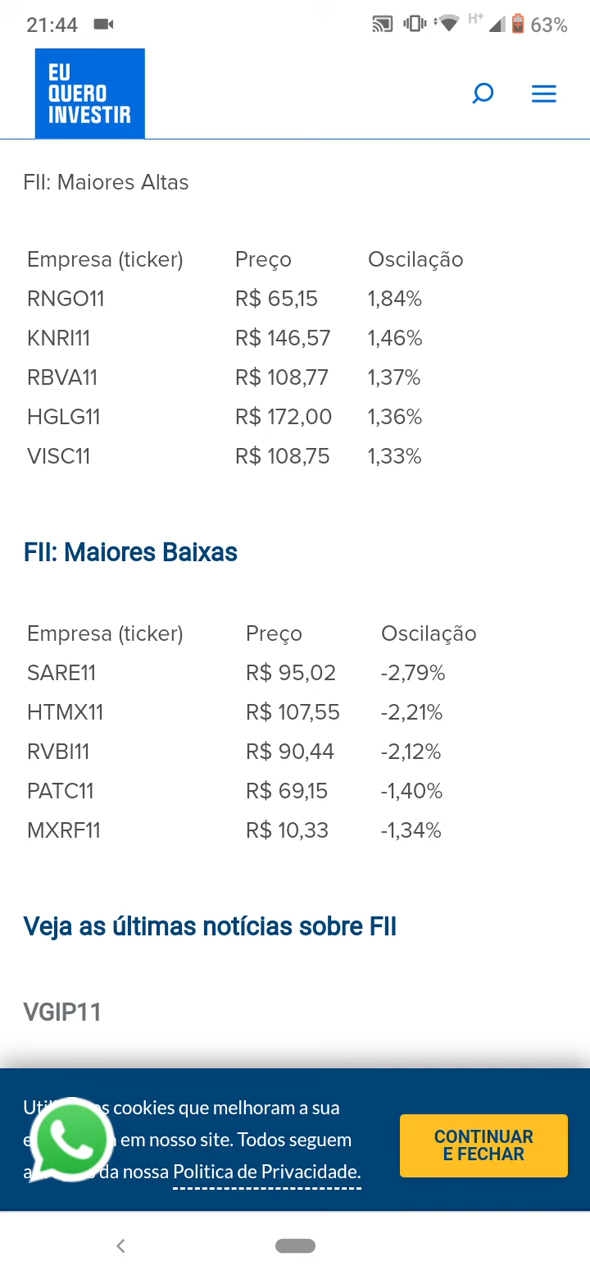 21:44 H+ 63%
EU
QUERO
INVESTIR
FII: Maiores Altas
Empresa (ticker) Preço Oscilação
RNGO11 R$ 65,15 1,84%
KNRI11 R$ 146,57 1,46%
RBVA11 R$ 108,77 1,37%
HGLG11 R$ 172,00 1,36%
VISC11 R$ 108,75 1,33%
FII: Maiores Baixas
Empresa (ticker) Preço Oscilação
SARE11 R$ 95,02 -2,79%
HTMX11 R$ 107,55 -2,21%
RVBI11 R$ 90,44 -2,12%
PATC11 R$ 69,15 -1,40%
MXRF11 R$ 10,33 -1,34%
Veja as últimas notícias sobre FII
VGIP11
cookies que melhoram a sua
em nosso site. Todos seguem
da nossa Politica de Privacidade.
CONTINUAR
E FECHAR